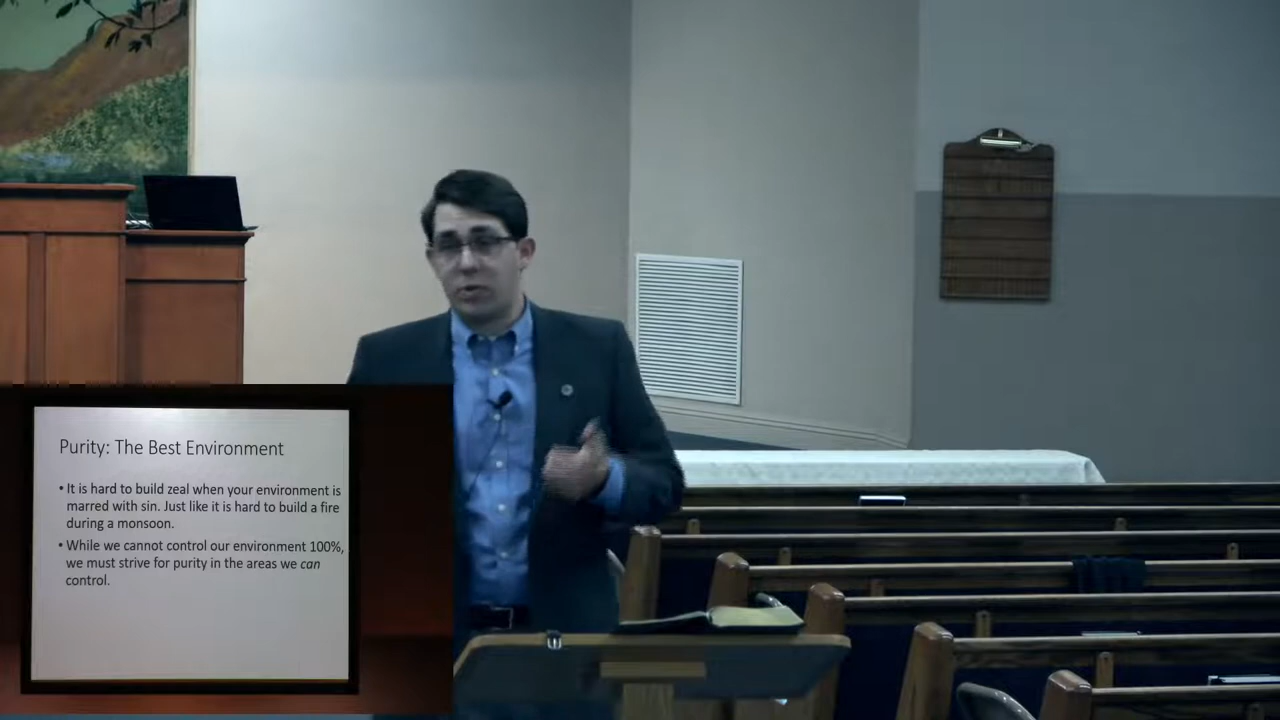 Purity: The Best Environment
• It is hard to build zeal when your environment is
marred with sin. Just like it is hard to build a fire
during a monsoon.
• While we cannot control our environment 100%,
we must strive for purity in the areas we can
control.